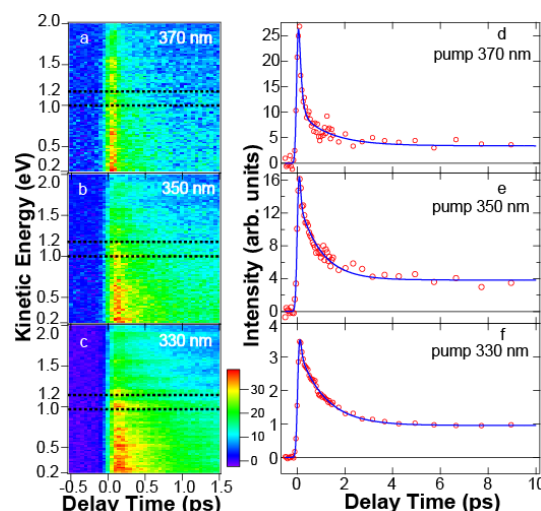 a 370 nm
2.0
1.5
1.2
1.0
0.5
0.2
b 350 nm
2.0
1.5
1.2
1.0
0.5
0.2
c 330 nm
2.0
1.5
1.2
1.0
0.5
0.2
Kinetic Energy (eV)
30
20
10
0
-0.5 0.0 0.5 1.0 1.5
Delay Time (ps)
d
pump 370 nm
25
20
15
10
5
0
e
pump 350 nm
16
12
8
4
0
f
pump 330 nm
4
3
2
1
0
Intensity (arb. units)
0 2 4 6 8 10
Delay Time (ps)